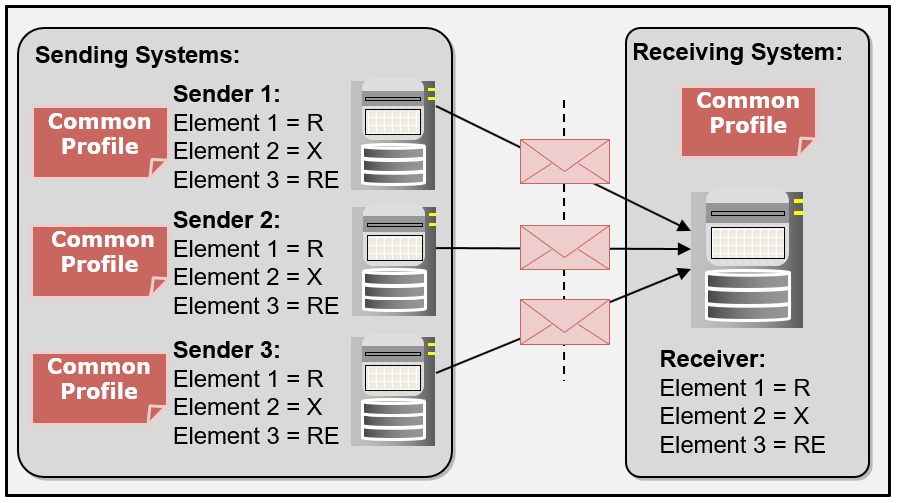 Sending Systems:
Common
Profile
Sender 1:
Element 1 = R
Element 2 = X
Element 3 = RE
Common
Profile
Sender 2:
Element 1 = R
Element 2 = X
Element 3 = RE
Common
Profile
Sender 3:
Element 1 = R
Element 2 = X
Element 3 = RE
Receiving System:
Common
Profile
Receiver:
Element 1 = R
Element 2 = X
Element 3 = RE